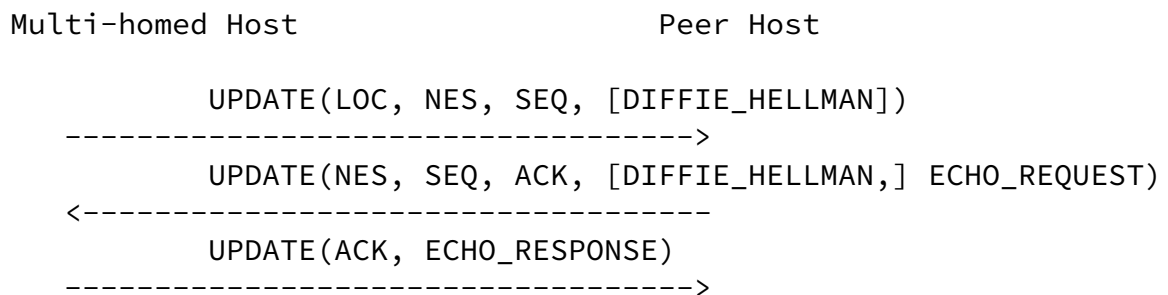 Multi-homed Host                    Peer Host
UPDATE(LOC, NES, SEQ, [DIFFIE_HELLMAN])
----------------------------------->
UPDATE(NES, SEQ, ACK, [DIFFIE_HELLMAN,] ECHO_REQUEST)
<-----------------------------------
UPDATE(ACK, ECHO_RESPONSE)
----------------------------------->